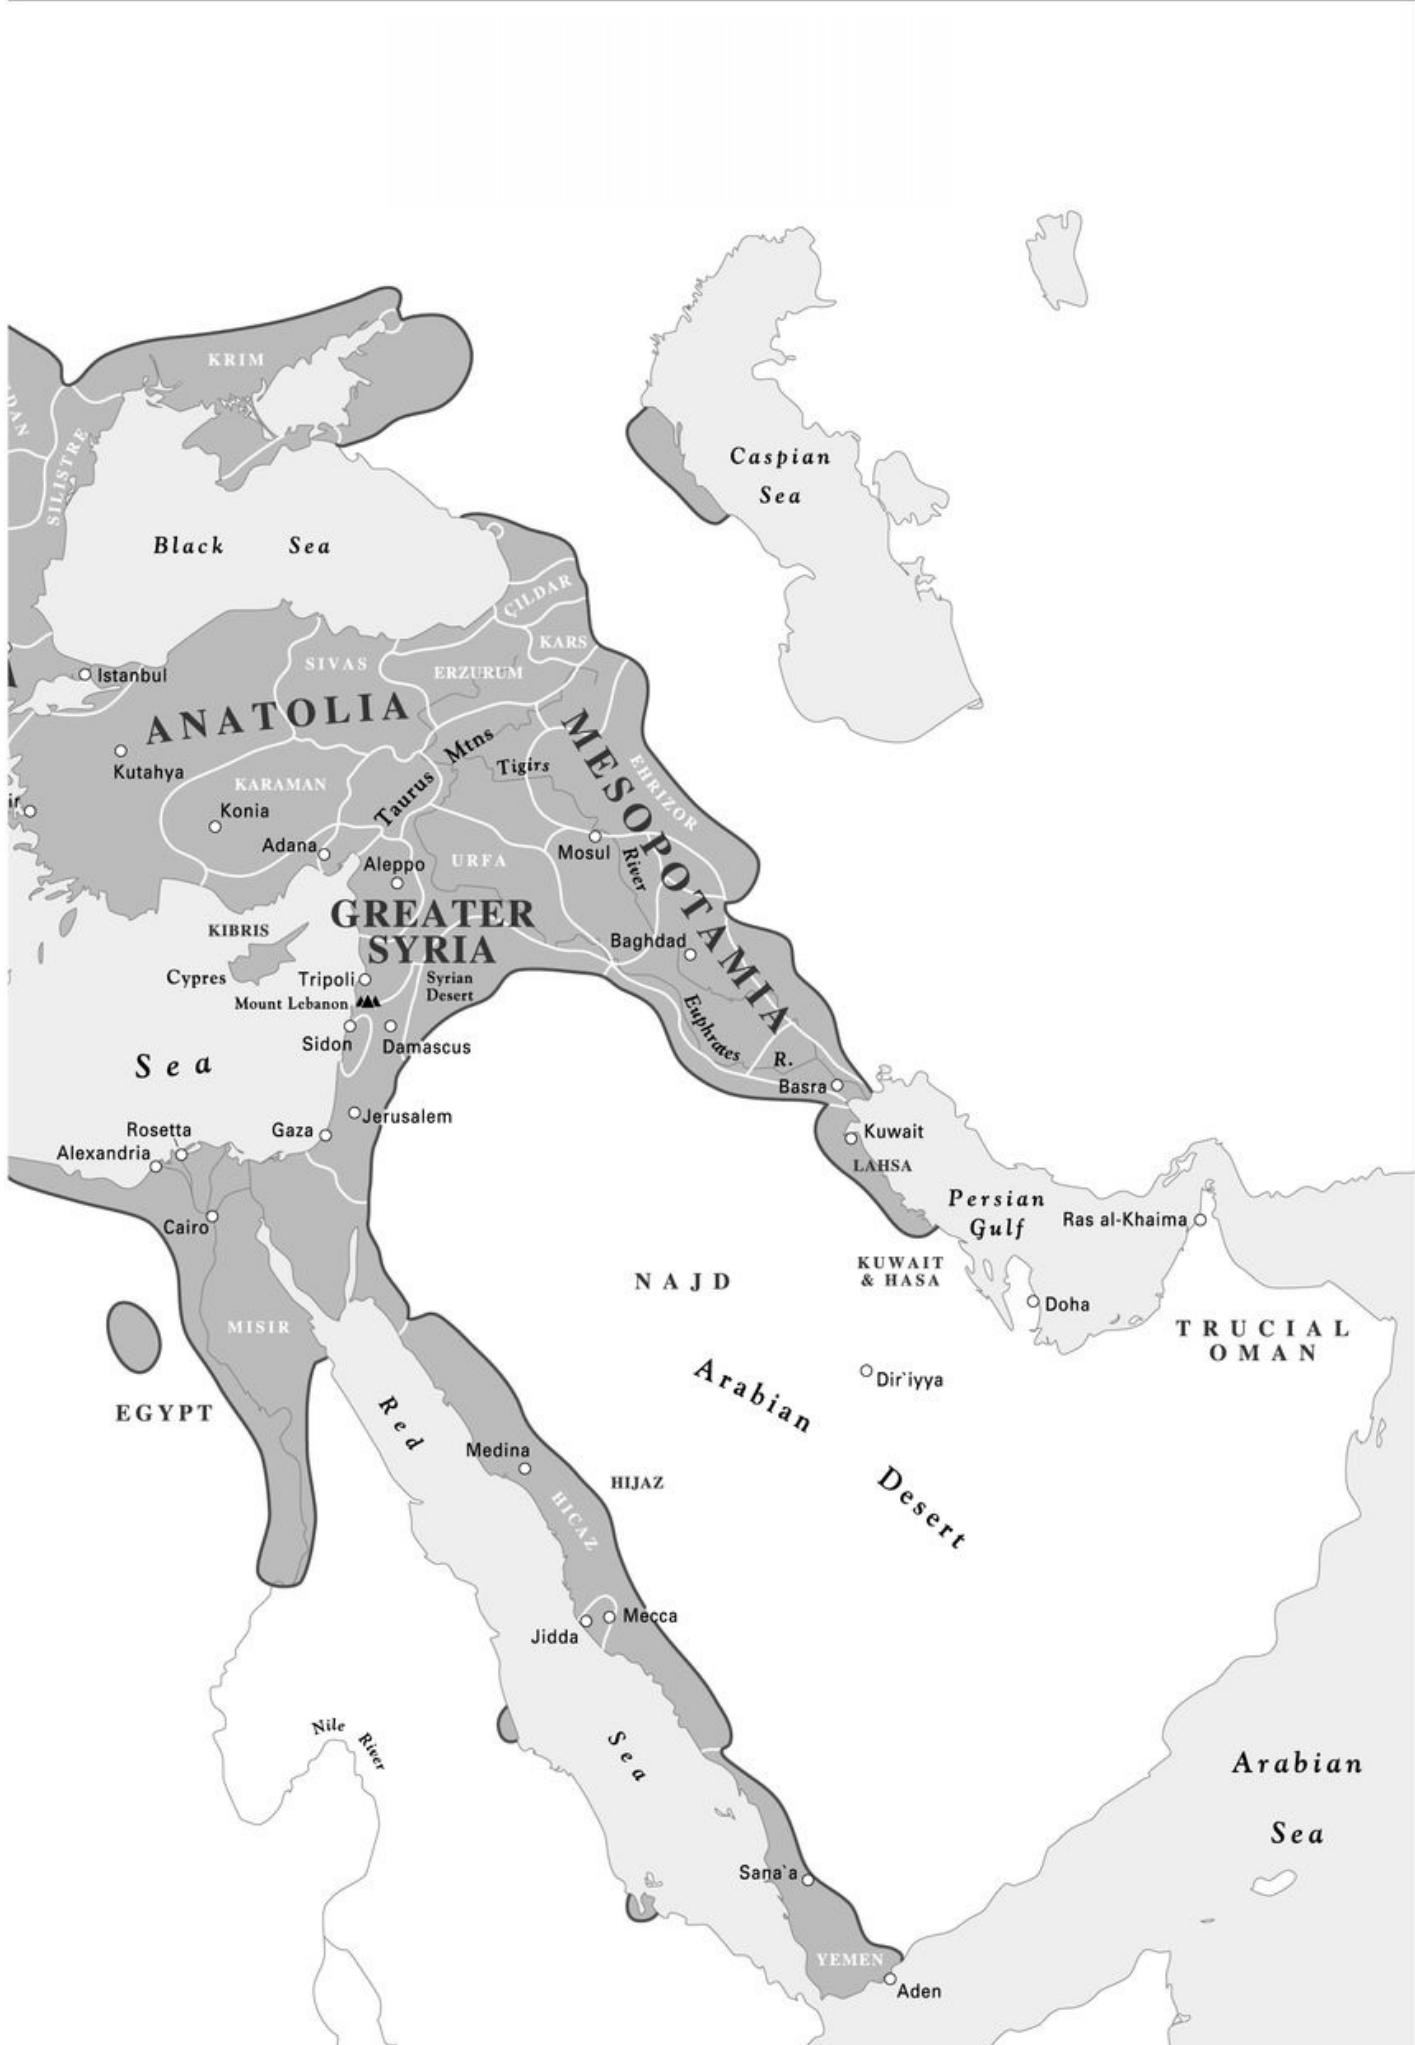 KRIM
DAN
SILISTRE
Caspian
Sea
Black Sea
ÇILDAR
KARS
SIVAS
ERZURUM
Istanbul
ANATOLIA
MESOPOTAMIA
Taurus Mtns
Tigirs
River
EHRIZOR
Kutahya
KARAMAN
ir
Konia
Adana
Aleppo
URFA
Mosul
GREATER
SYRIA
KIBRIS
Baghdad
Cypres
Tripoli
Syrian
Desert
Mount Lebanon
Euphrates R.
Sidon
Damascus
Sea
Basra
Jerusalem
Gaza
Rosetta
Alexandria
Kuwait
LAHSA
Persian
Gulf
Ras al-Khaima
Cairo
KUWAIT
& HASA
NAJD
Doha
MISIR
TRUCIAL
OMAN
Arabian
Desert
Dir`iyya
EGYPT
Red
Sea
Medina
HIJAZ
HICAZ
Mecca
Jidda
Nile River
Arabian
Sea
Sana`a
YEMEN
Aden